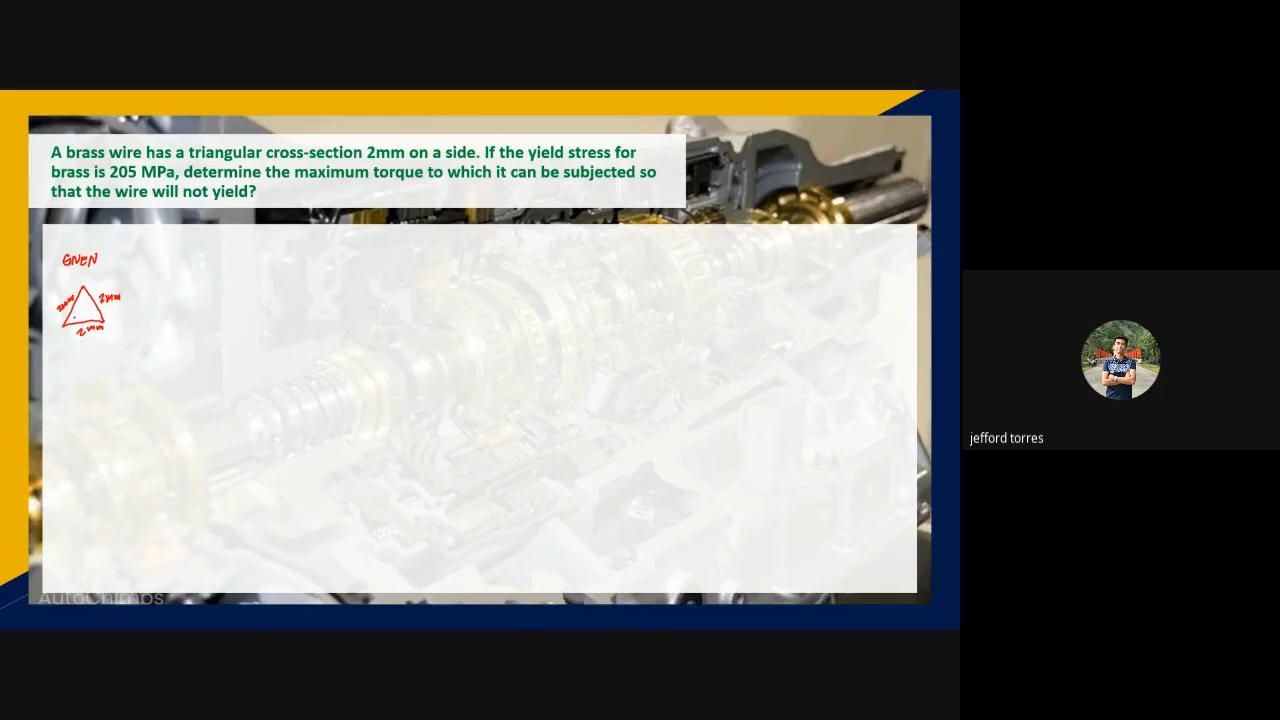 A brass wire has a triangular cross-section 2mm on a side. If the yield stress for
brass is 205 MPa, determine the maximum torque to which it can be subjected so
that the wire will not yield?
GIVEN
2mm 2mm
2mm
jefford torres
AutoChimps